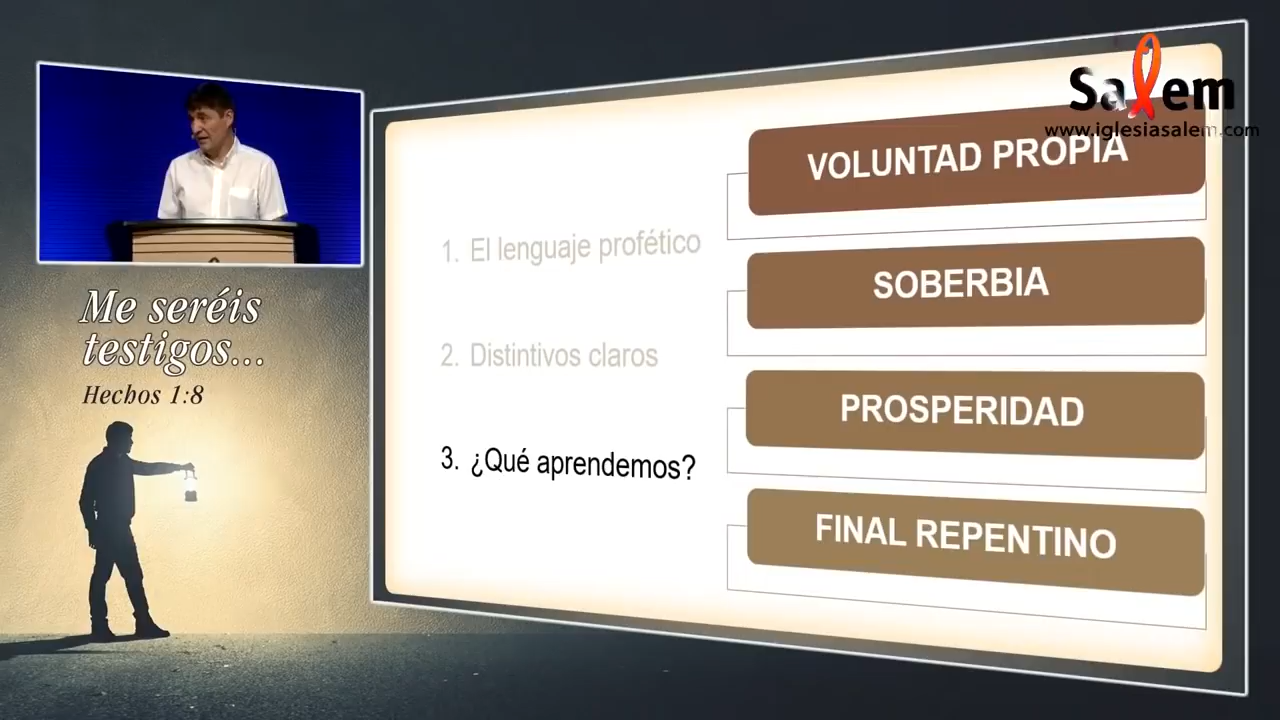 Salem
www.iglesiasalem.com
Me seréis
testigos...
Hechos 1:8
1. El lenguaje profético
2. Distintivos claros
3. ¿Qué aprendemos?
VOLUNTAD PROPIA
SOBERBIA
PROSPERIDAD
FINAL REPENTINO